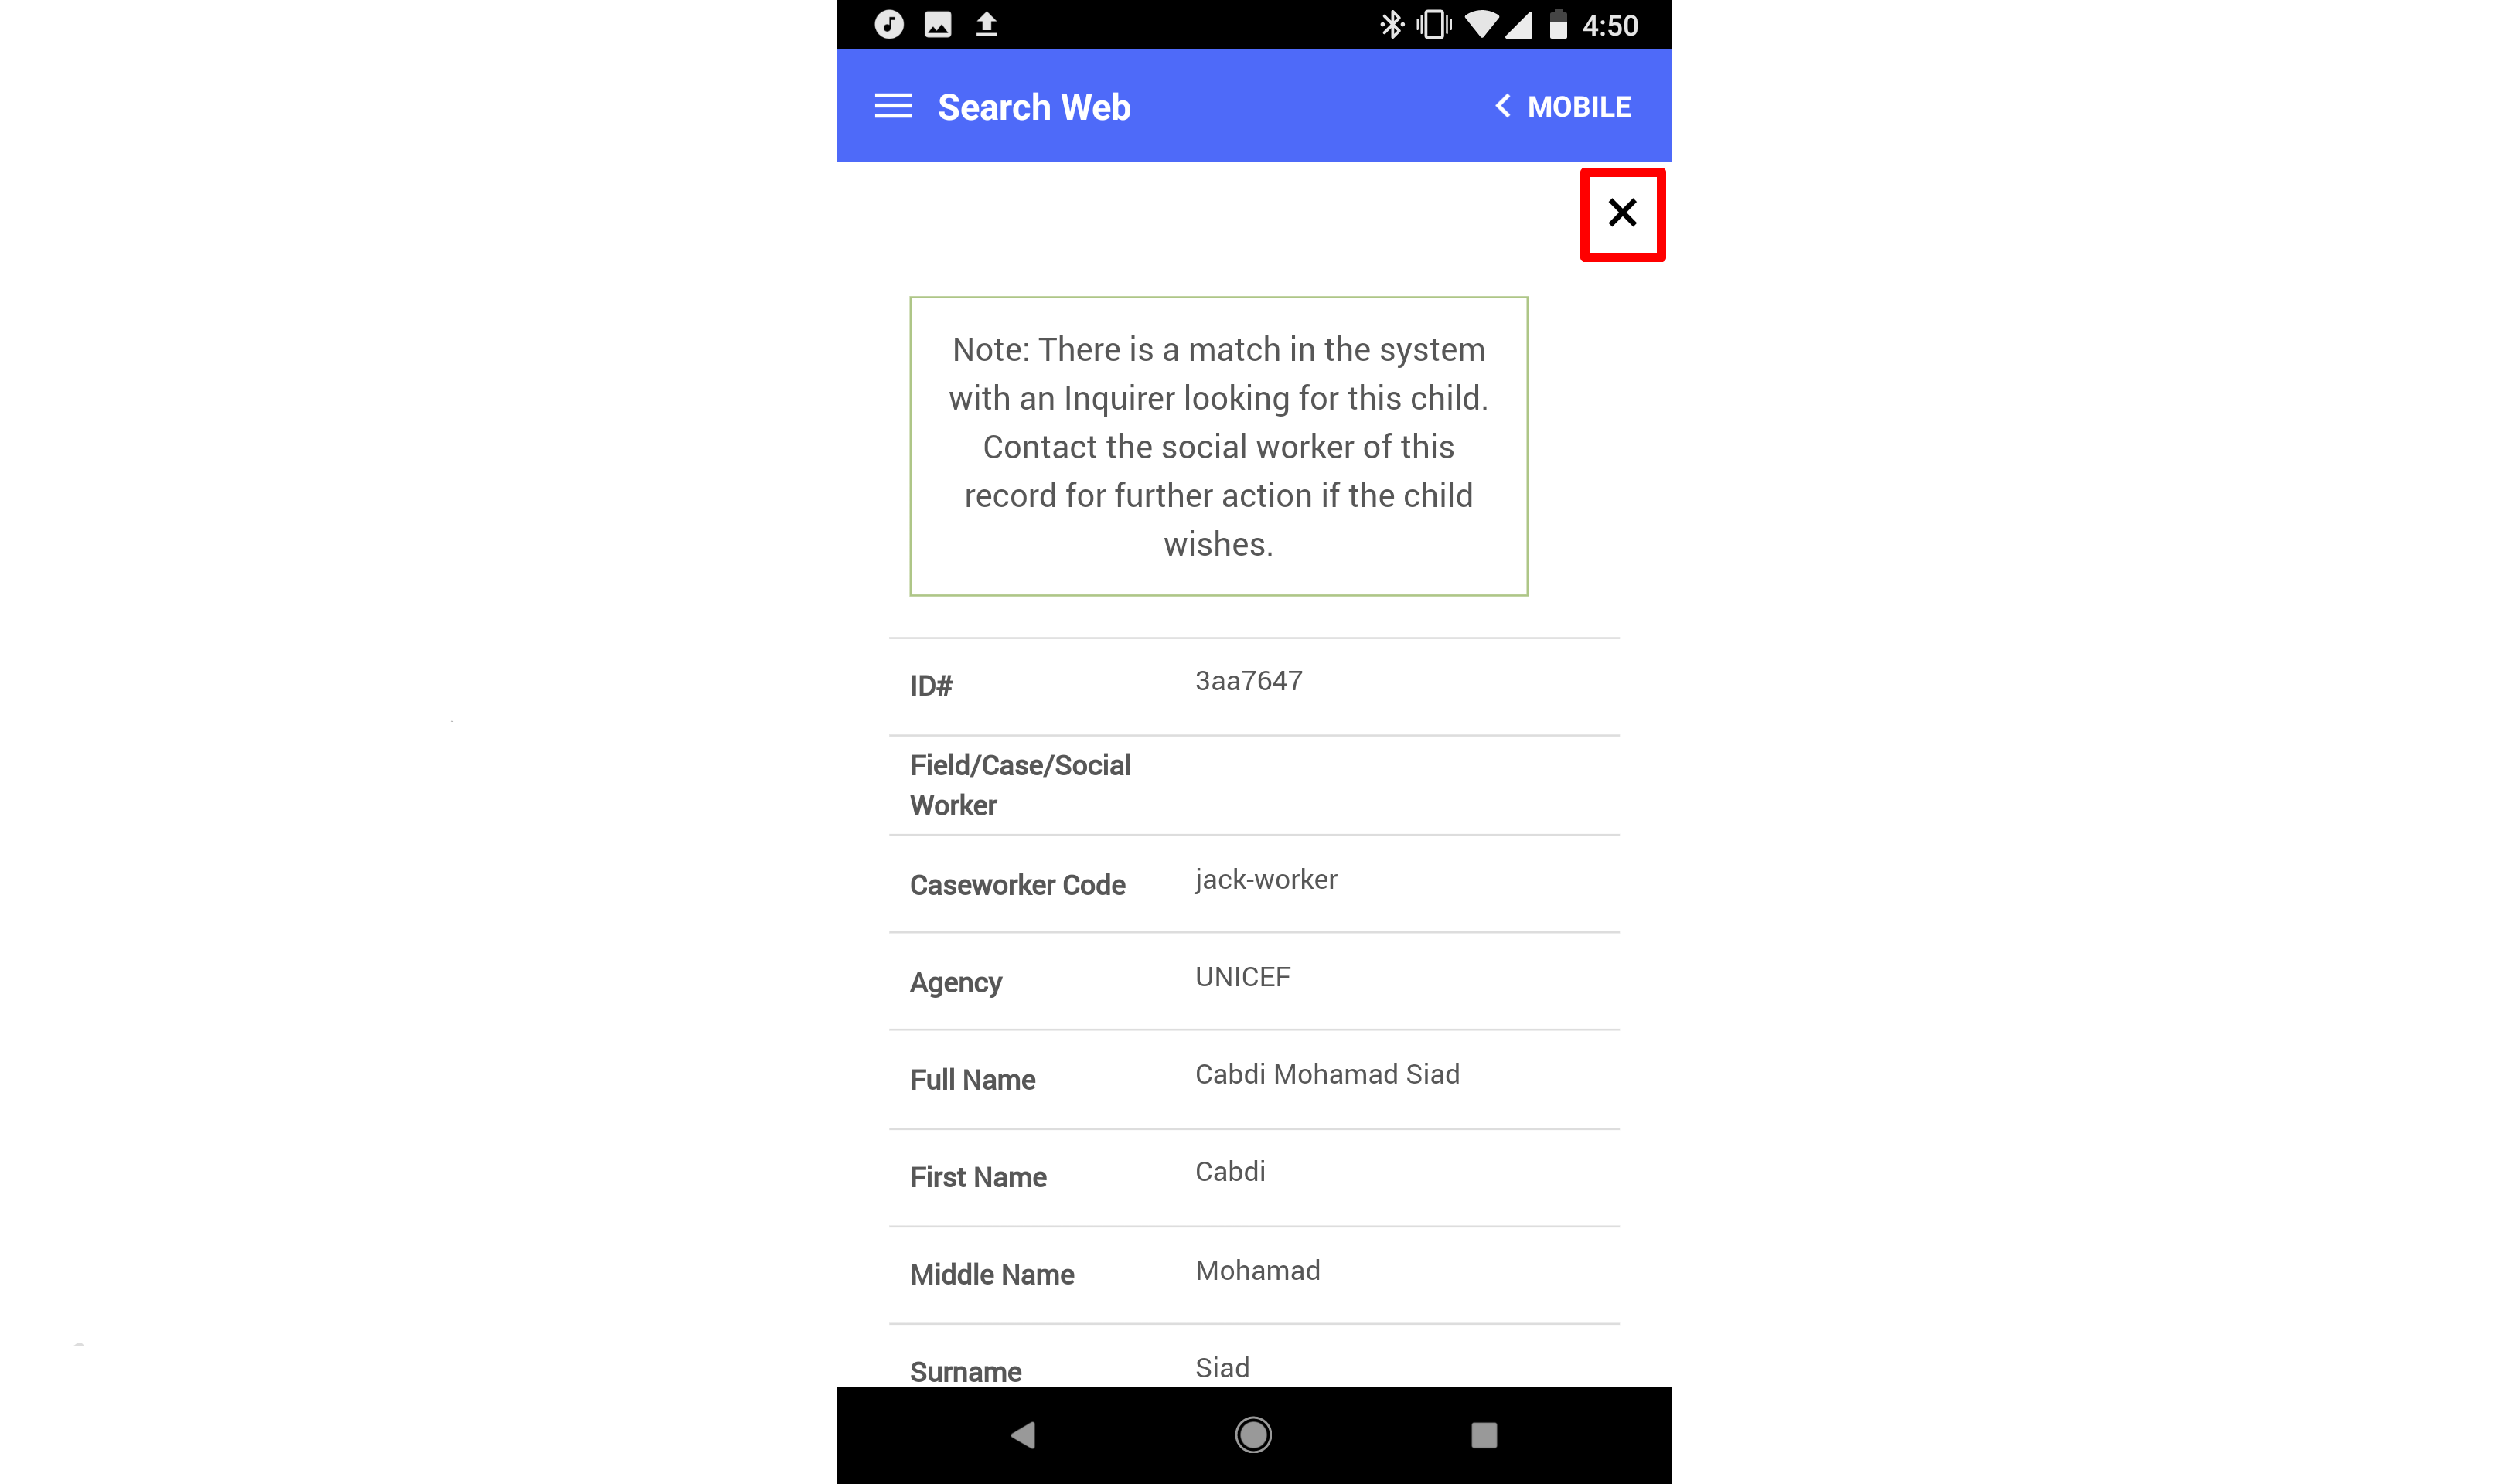 4:50
Search Web
MOBILE
Note: There is a match in the system
with an Inquirer looking for this child.
Contact the social worker of this
record for further action if the child
wishes.
ID# 3aa7647
Field/Case/Social
Worker
Caseworker Code jack-worker
Agency UNICEF
Full Name Cabdi Mohamad Siad
First Name Cabdi
Middle Name Mohamad
Surname Siad